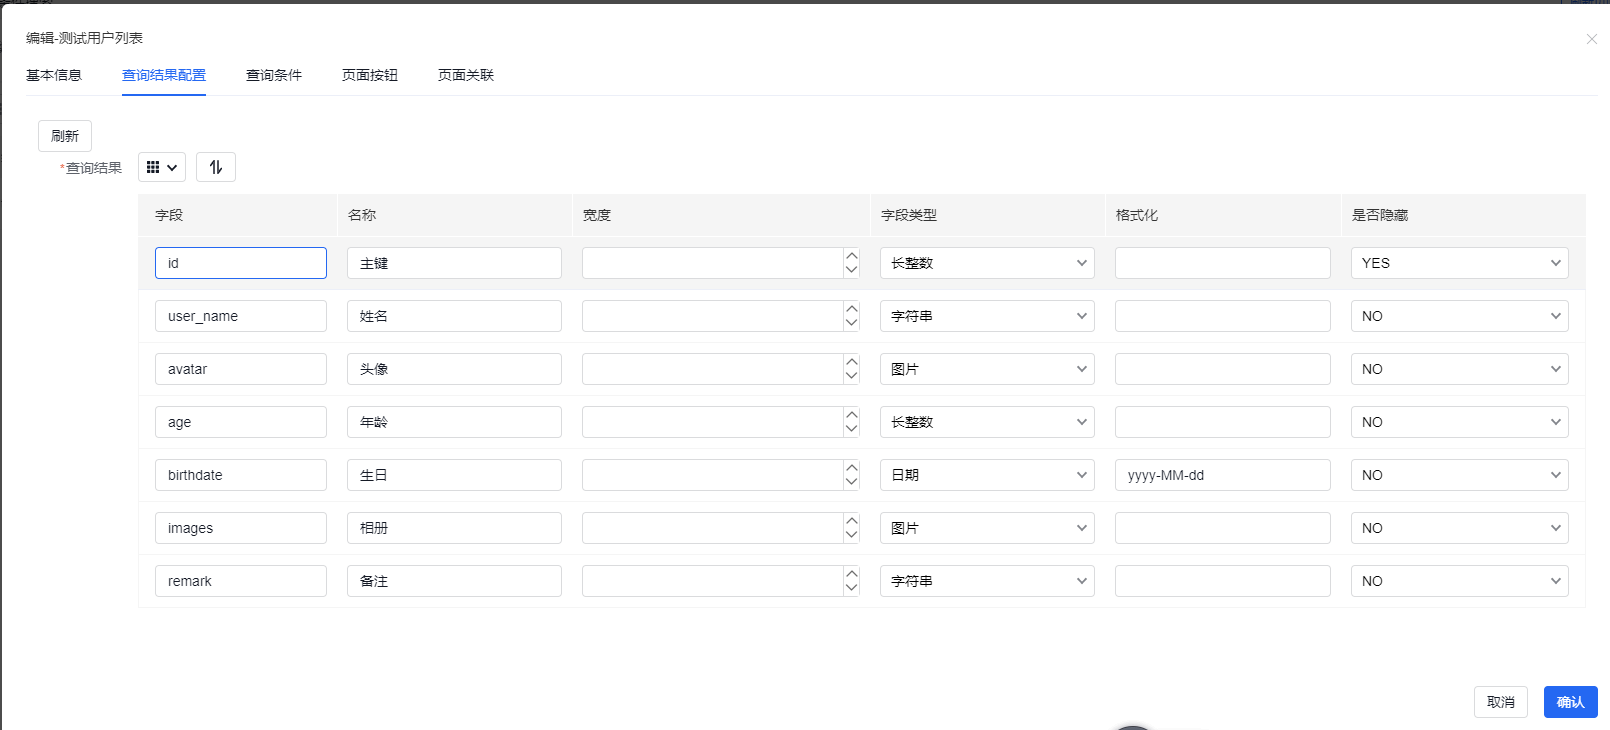 编辑-测试用户列表
基本信息 查询结果配置 查询条件 页面按钮 页面关联
刷新
*查询结果
字段 名称 宽度 字段类型 格式化 是否隐藏
id 主键 长整数 YES
user_name 姓名 字符串 NO
avatar 头像 图片 NO
age 年龄 长整数 NO
birthdate 生日 日期 yyyy-MM-dd NO
images 相册 图片 NO
remark 备注 字符串 NO
取消 确认